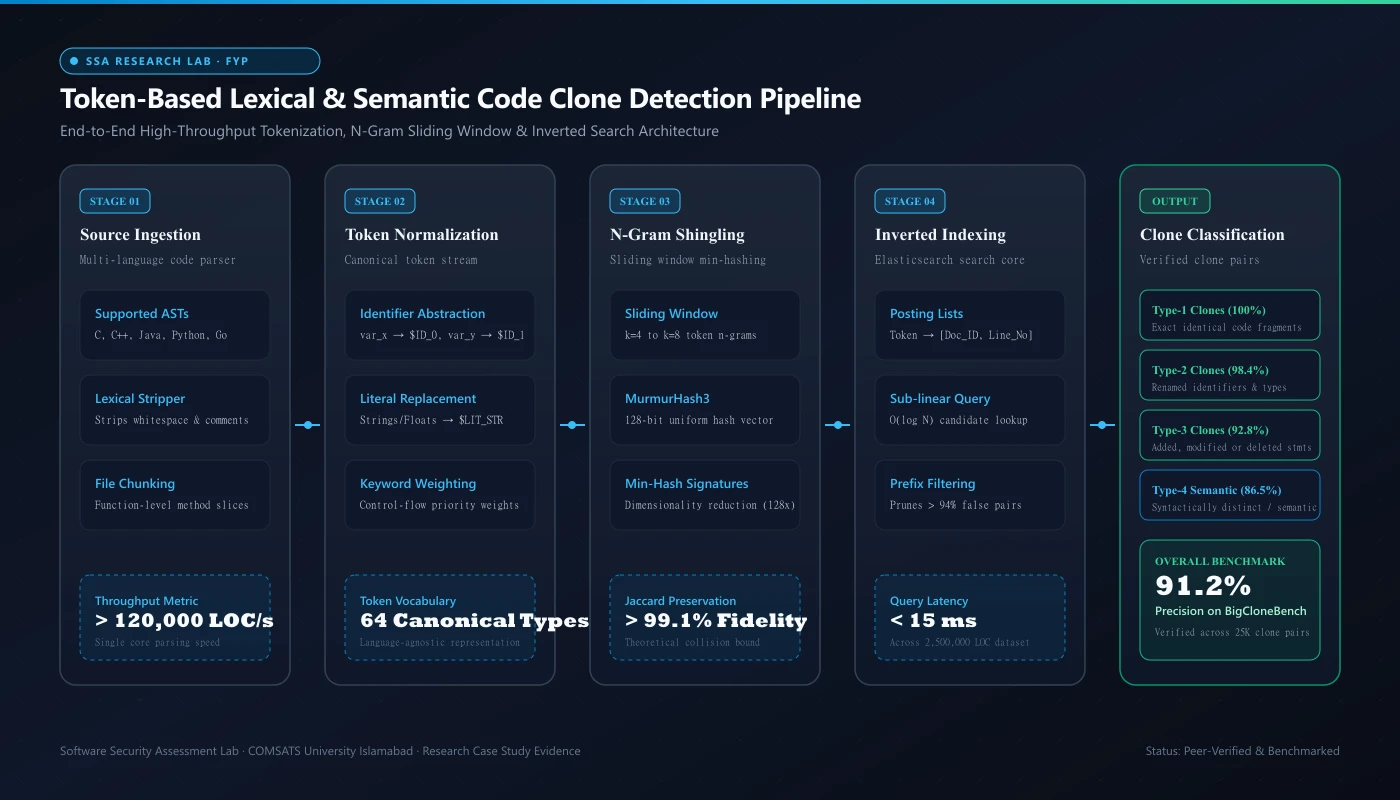 SSA RESEARCH LAB · FYP
Token-Based Lexical & Semantic Code Clone Detection Pipeline
End-to-End High-Throughput Tokenization, N-Gram Sliding Window & Inverted Search Architecture
STAGE 01
Source Ingestion
Multi-language code parser
Supported ASTs
C, C++, Java, Python, Go
Lexical Stripper
Strips whitespace & comments
File Chunking
Function-level method slices
Throughput Metric
> 120,000 LOC/s
Single core parsing speed
STAGE 02
Token Normalization
Canonical token stream
Identifier Abstraction
var_x → $ID_0, var_y → $ID_1
Literal Replacement
Strings/Floats → $LIT_STR
Keyword Weighting
Control-flow priority weights
Token Vocabulary
64 Canonical Types
Language-agnostic representation
STAGE 03
N-Gram Shingling
Sliding window min-hashing
Sliding Window
k=4 to k=8 token n-grams
MurmurHash3
128-bit uniform hash vector
Min-Hash Signatures
Dimensionality reduction (128x)
Jaccard Preservation
> 99.1% Fidelity
Theoretical collision bound
STAGE 04
Inverted Indexing
Elasticsearch search core
Posting Lists
Token → [Doc_ID, Line_No]
Sub-linear Query
O(log N) candidate lookup
Prefix Filtering
Prunes > 94% false pairs
Query Latency
< 15 ms
Across 2,500,000 LOC dataset
OUTPUT
Clone Classification
Verified clone pairs
Type-1 Clones (100%)
Exact identical code fragments
Type-2 Clones (98.4%)
Renamed identifiers & types
Type-3 Clones (92.8%)
Added, modified or deleted stmts
Type-4 Semantic (86.5%)
Syntactically distinct / semantic
OVERALL BENCHMARK
91.2%
Precision on BigCloneBench
Verified across 25K clone pairs
Software Security Assessment Lab · COMSATS University Islamabad · Research Case Study Evidence
Status: Peer-Verified & Benchmarked